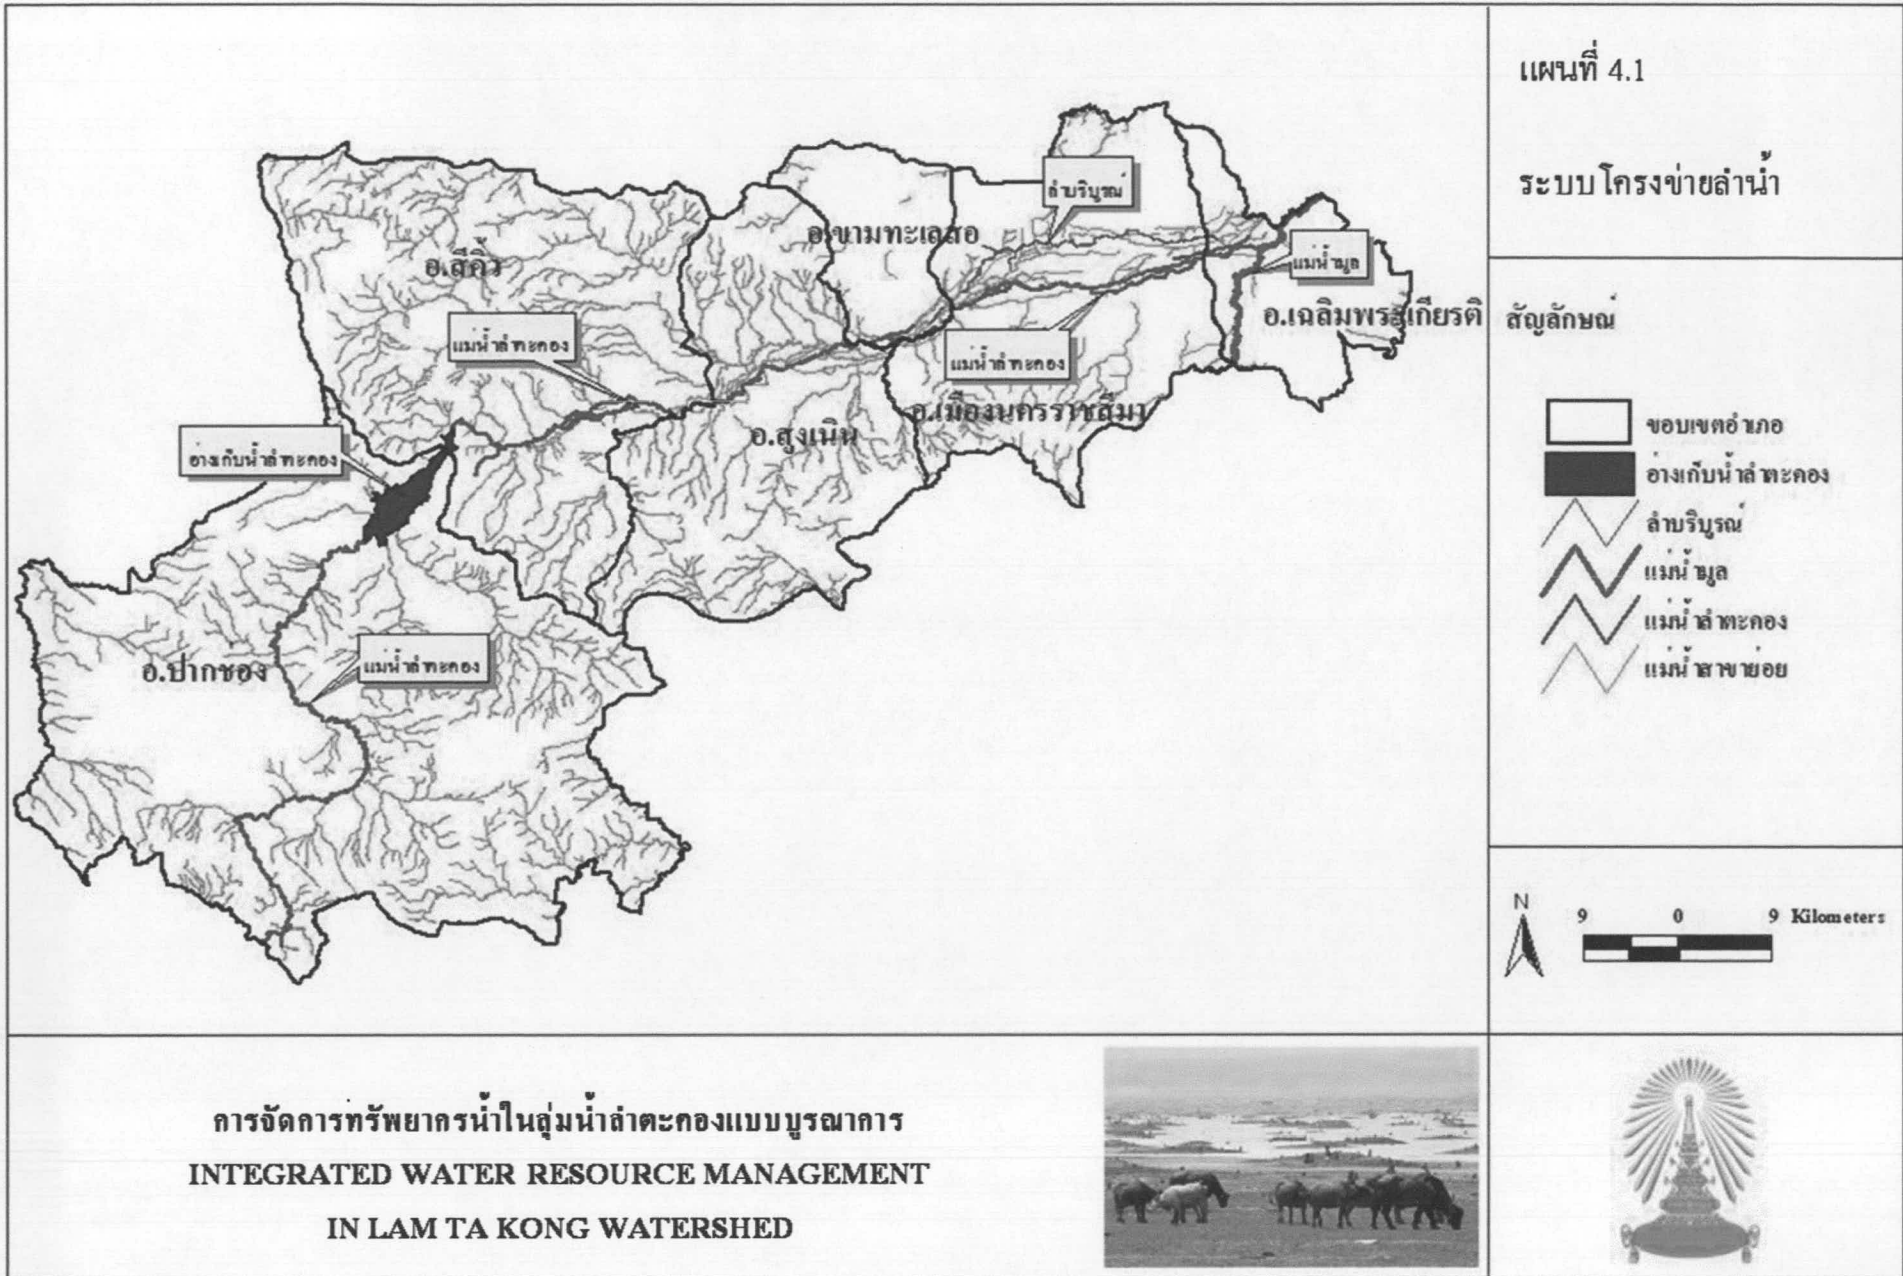 แผนที่ 4.1
ระบบโครงข่ายลำน้ำ
ลำบริบูรณ์
อ.ขามทะเลสอ
อ.สีคิ้ว
แม่น้ำมูล
อ.เฉลิมพระเกียรติ
สัญลักษณ์
แม่น้ำลำตะคอง
แม่น้ำลำตะคอง
อ.เมืองนครราชสีมา
อ.สูงเนิน
อ่างเก็บน้ำลำตะคอง
แม่น้ำลำตะคอง
อ.ปากช่อง
ขอบเขตอำเภอ
อ่างเก็บน้ำลำตะคอง
ลำบริบูรณ์
แม่น้ำมูล
แม่น้ำลำตะคอง
แม่น้ำสาขาย่อย
N
9 0 9 Kilometers
การจัดการทรัพยากรน้ำในลุ่มน้ำลำตะคองแบบบูรณาการ
INTEGRATED WATER RESOURCE MANAGEMENT
IN LAM TA KONG WATERSHED